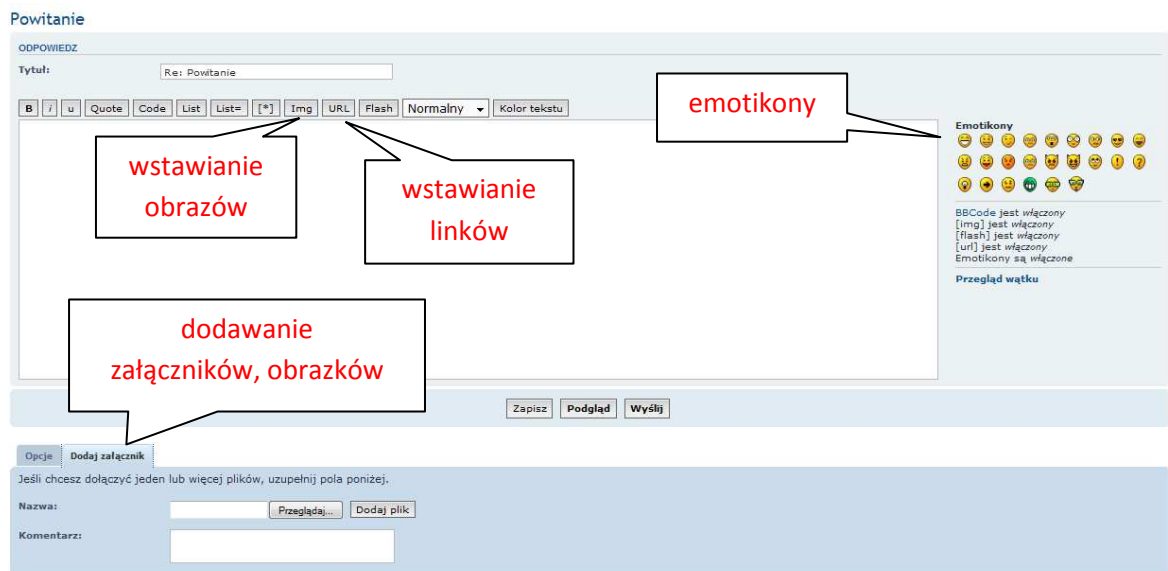 Powitanie
ODPOWIEDZ
Tytuł:
Re: Powitanie
B i u Quote Code List List= [*] Img URL Flash Normalny Kolor tekstu
emotikony
Emotikony
wstawianie
obrazów
wstawianie
linków
BBCode jest włączony
[img] jest włączony
[flash] jest włączony
[url] jest włączony
Emotikony są włączone
Przegląd wątku
dodawanie
załączników, obrazków
Zapisz Podgląd Wyślij
Opcje Dodaj załącznik
Jeśli chcesz dołączyć jeden lub więcej plików, uzupełnij pola poniżej.
Nazwa:
Przeglądaj... Dodaj plik
Komentarz: